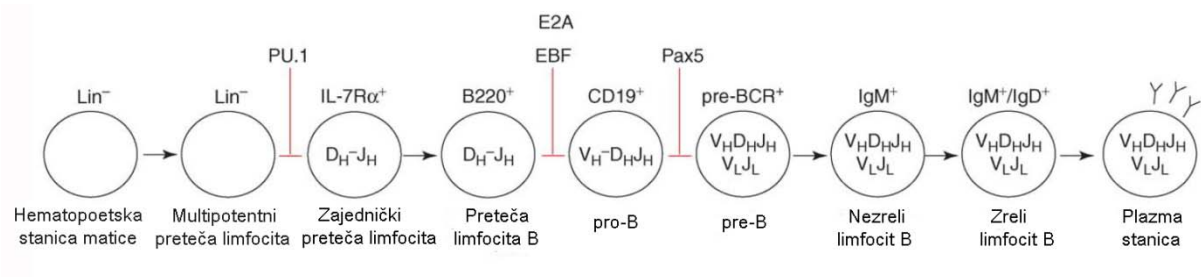 E2A
PU.1 EBF Pax5
Lin⁻ Lin⁻ IL-7Rα⁺ B220⁺ CD19⁺ pre-BCR⁺ IgM⁺ IgM⁺/IgD⁺
D_H⁻J_H D_H⁻J_H V_H⁻D_HJ_H V_HD_HJ_H V_HD_HJ_H V_HD_HJ_H V_HD_HJ_H
V_LJ_L V_LJ_L V_LJ_L V_LJ_L
Hematopoetska Multipotentni Zajednički Preteča pro-B pre-B Nezreli Zreli Plazma
stanica matice preteča limfocita preteča limfocita limfocita B limfocit B limfocit B stanica